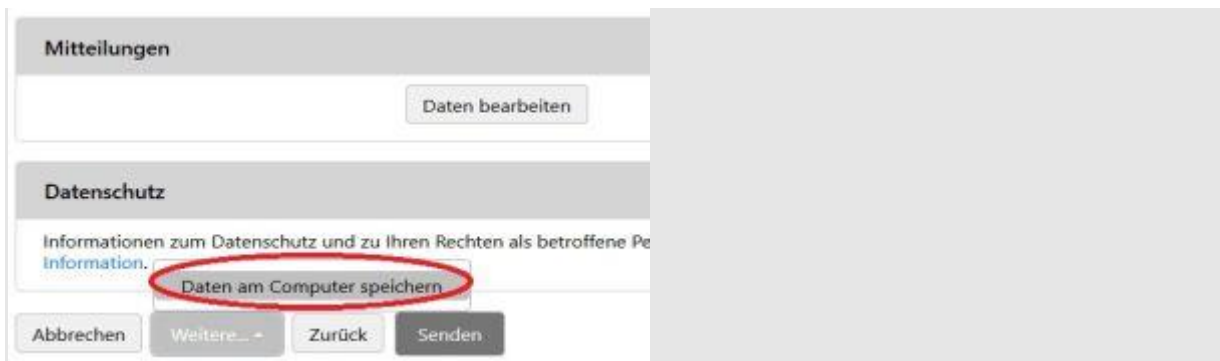 Mitteilungen
Daten bearbeiten
Datenschutz
Informationen zum Datenschutz und zu Ihren Rechten als betroffene Pe
Information.
Daten am Computer speichern
Abbrechen
Weitere...
Zurück
Senden